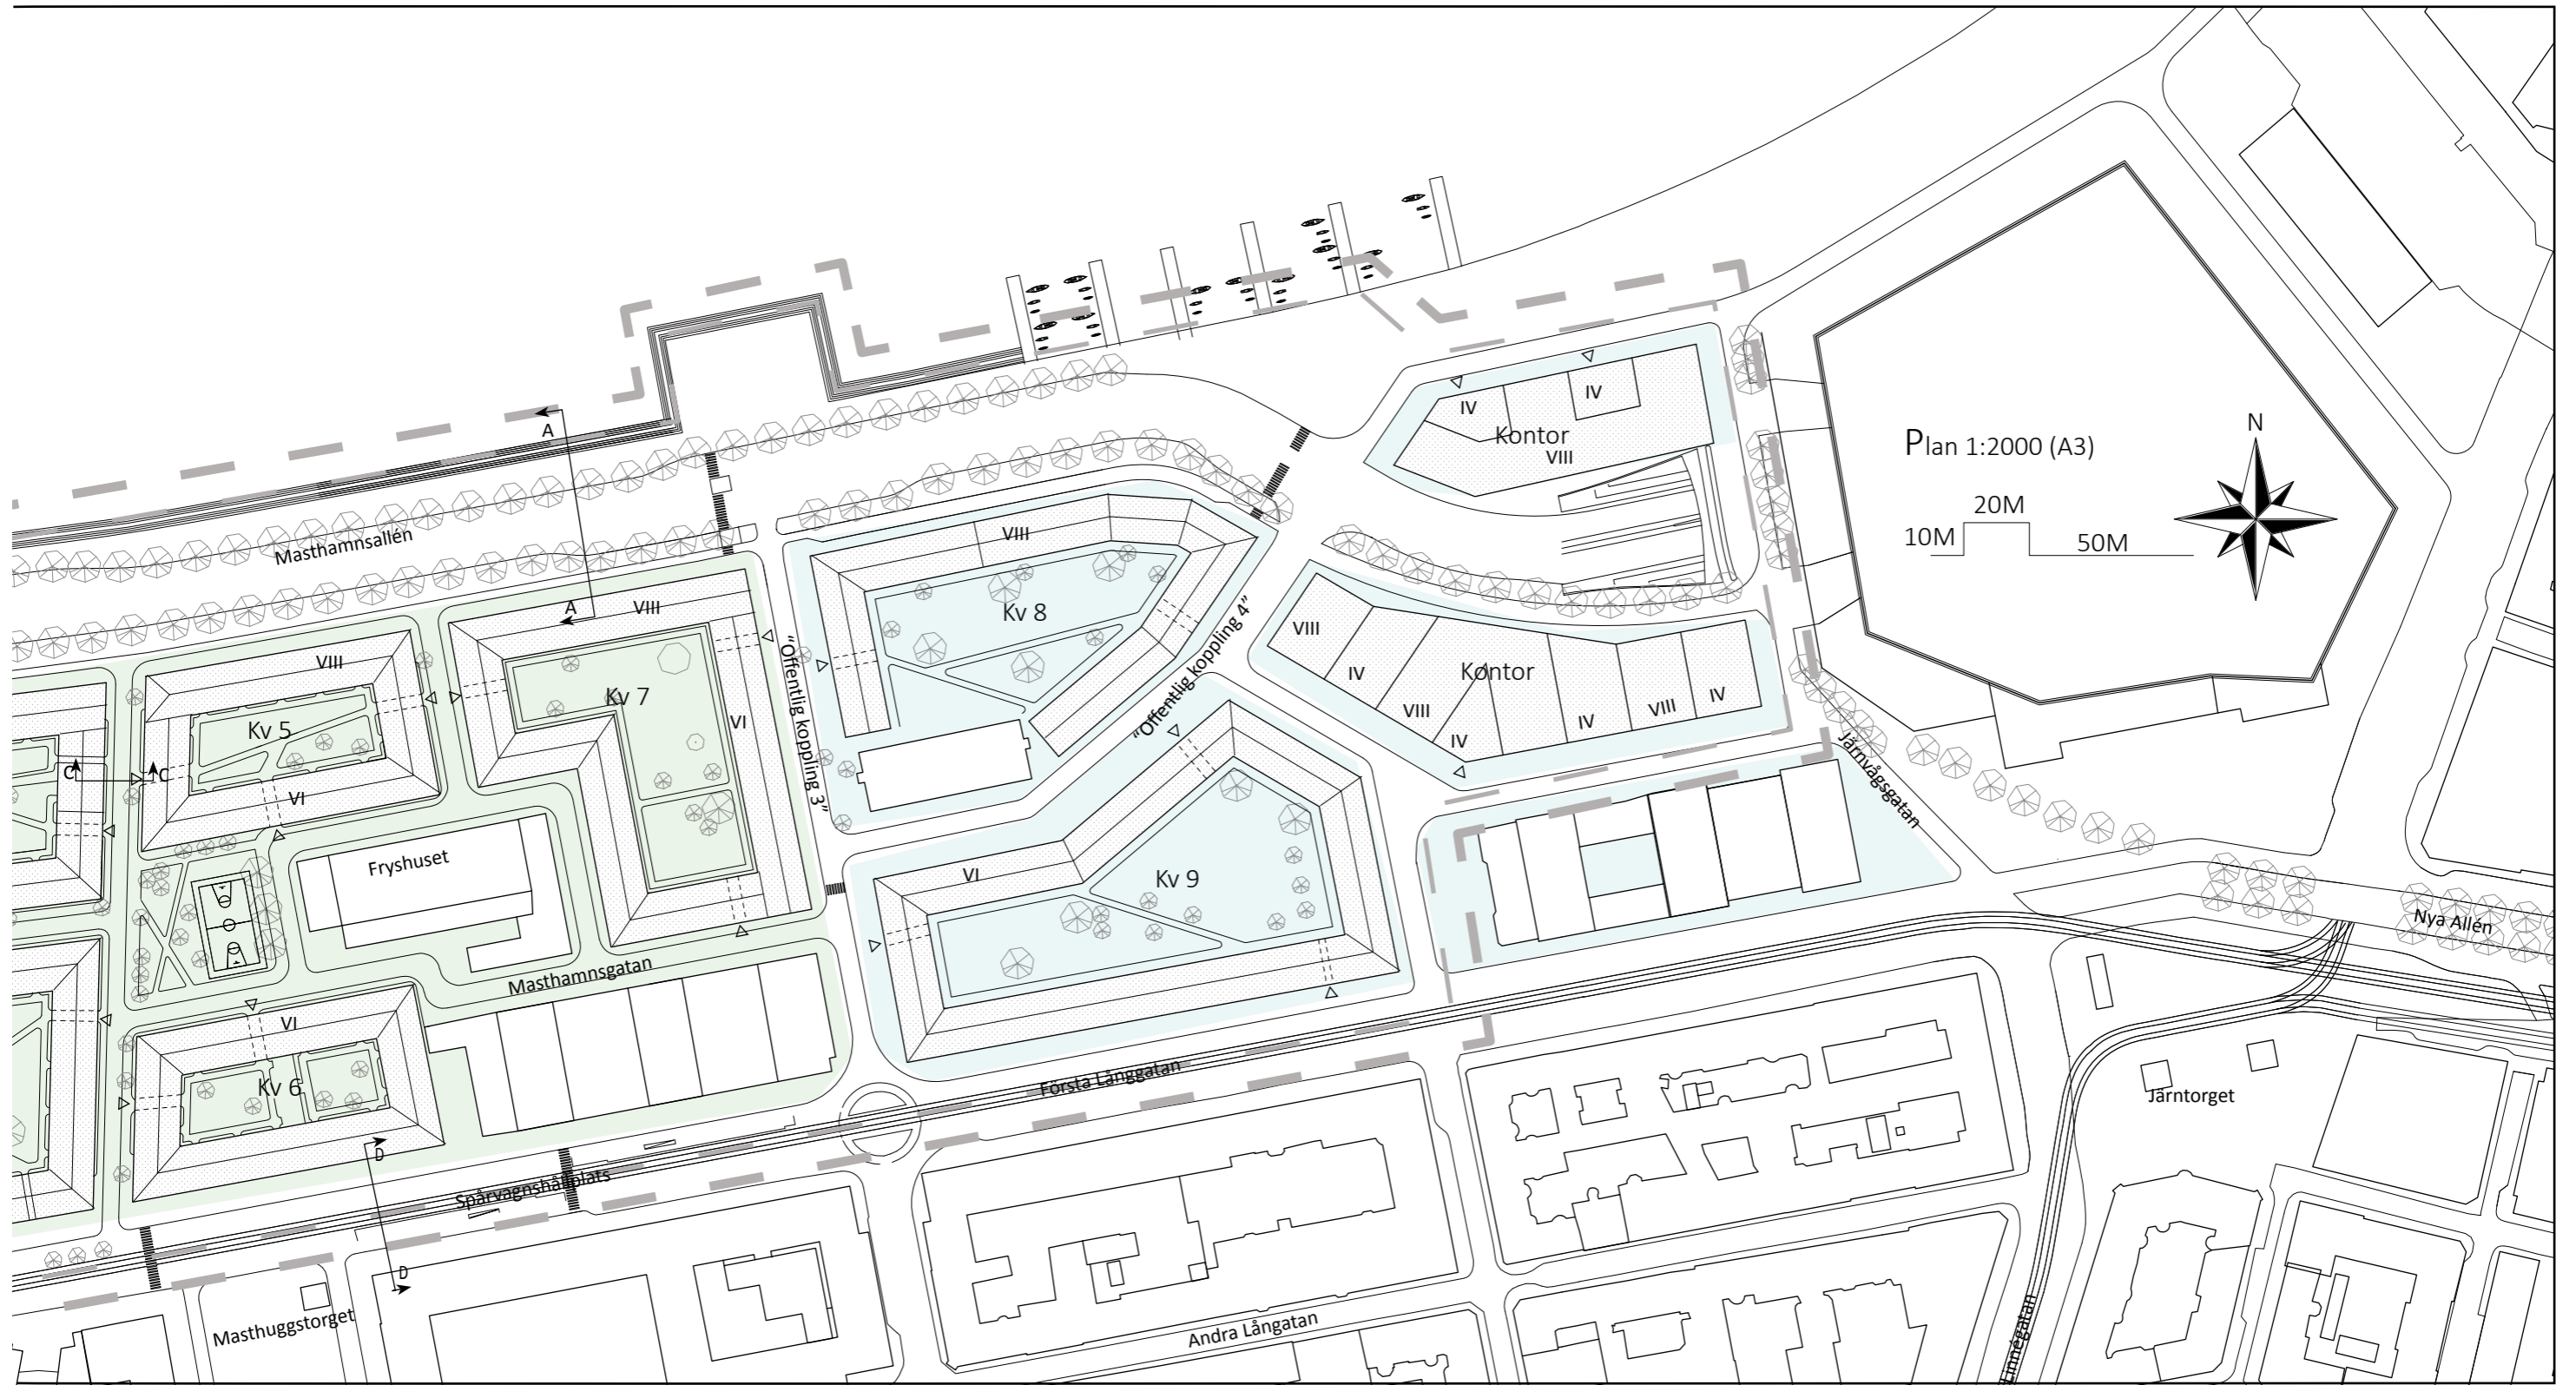 A
IV
IV
Kontor
VIII
Plan 1:2000 (A3)
N
20M
10M
50M
Masthamnsallén
VIII
A
VIII
Kv 8
VIII
"Offentlig koppling 3"
"Offentlig koppling 4"
VIII
Kv 5
Kv 7
VI
VIII
IV
Kontor
VIII
IV
IV
VIII
IV
C
C
VI
Järnvågsgatan
Fryshuset
VI
Kv 9
Nya Allén
Masthamnsgatan
VI
Kv 6
Första Långgatan
Järntorget
D
Spårvagnshållplats
D
Masthuggstorget
Andra Långatan
Linnégatan